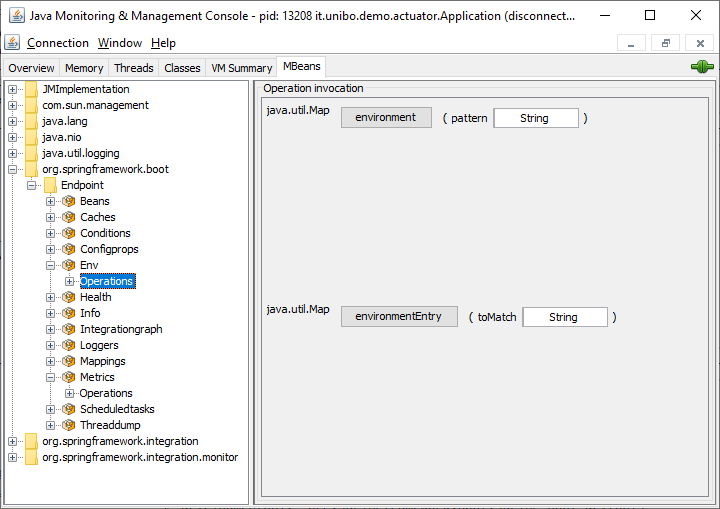 Java Monitoring & Management Console - pid: 13208 it.unibo.demo.actuator.Application (disconnect...
Connection Window Help
Overview Memory Threads Classes VM Summary MBeans
JMImplementation
com.sun.management
java.lang
java.nio
java.util.logging
org.springframework.boot
Endpoint
Beans
Caches
Conditions
Configprops
Env
Operations
Health
Info
Integrationgraph
Loggers
Mappings
Metrics
Operations
Scheduledtasks
Threaddump
org.springframework.integration
org.springframework.integration.monitor
Operation invocation
java.util.Map environment ( pattern String )
java.util.Map environmentEntry ( toMatch String )